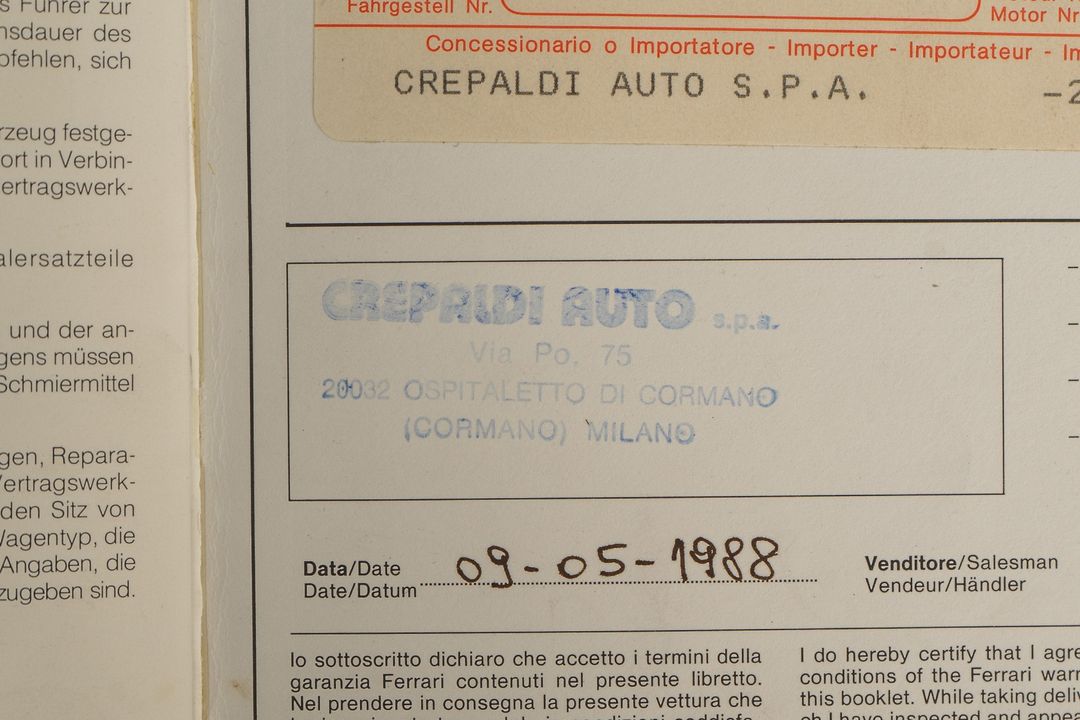 s Führer zur
nsdauer des
pfehlen, sich
rzeug festge-
ort in Verbin-
ertragswerk-
alersatzteile
und der an-
gens müssen
Schmiermittel
gen, Repara-
Vertragswerk-
den Sitz von
Wagentyp, die
Angaben, die
zugeben sind.
Fahrgestell Nr.
Motor Nr
Concessionario o Importatore - Importer - Importateur - Im
CREPALDI AUTO S.P.A. -2
CREPALDI AUTO s.p.a.
Via Po, 75
20032 OSPITALETTO DI CORMANO
(CORMANO) MILANO
Data/Date
Date/Datum
09-05-1988
Venditore/Salesman
Vendeur/Händler
Io sottoscritto dichiaro che accetto i termini della
garanzia Ferrari contenuti nel presente libretto.
Nel prendere in consegna la presente vettura che
I do hereby certify that I agre
conditions of the Ferrari warr
this booklet. While taking deliv